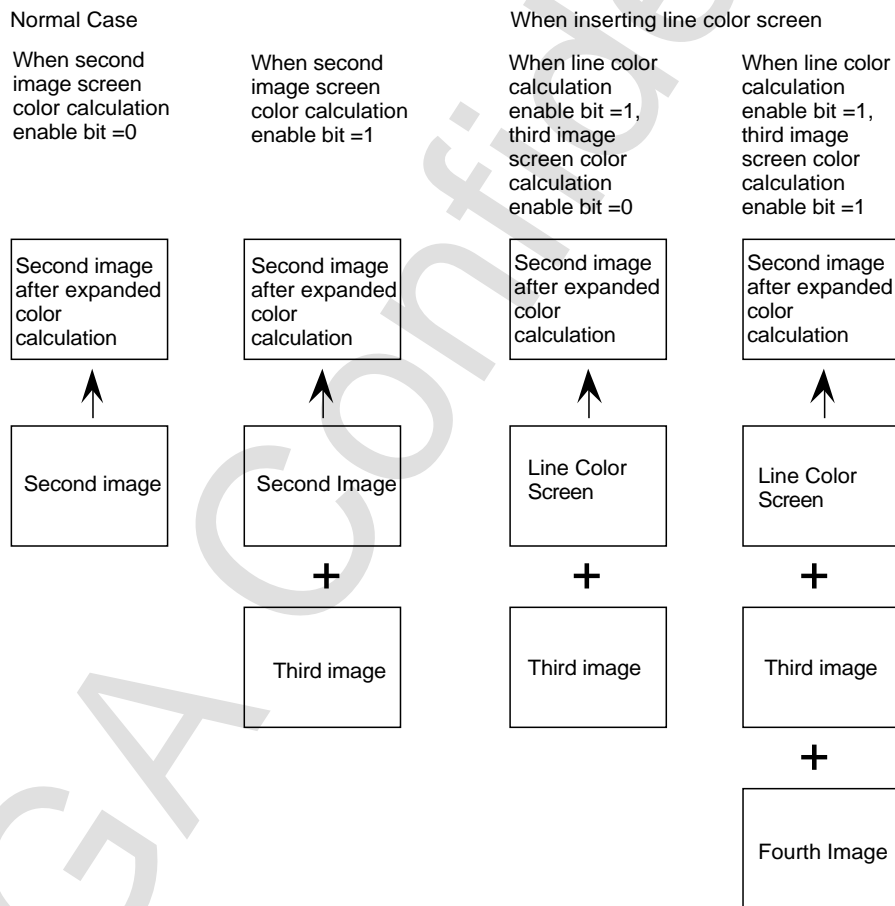 Normal Case
When second
image screen
color calculation
enable bit =0
When second
image screen
color calculation
enable bit =1
When inserting line color screen
When line color
calculation
enable bit =1,
third image
screen color
calculation
enable bit =0
When line color
calculation
enable bit =1,
third image
screen color
calculation
enable bit =1
Second image
after expanded
color
calculation
Second image
after expanded
color
calculation
Second image
after expanded
color
calculation
Second image
after expanded
color
calculation
Second image
Second Image
Line Color
Screen
Line Color
Screen
+
+
+
Third image
Third image
Third image
+
Fourth Image
GA Confide